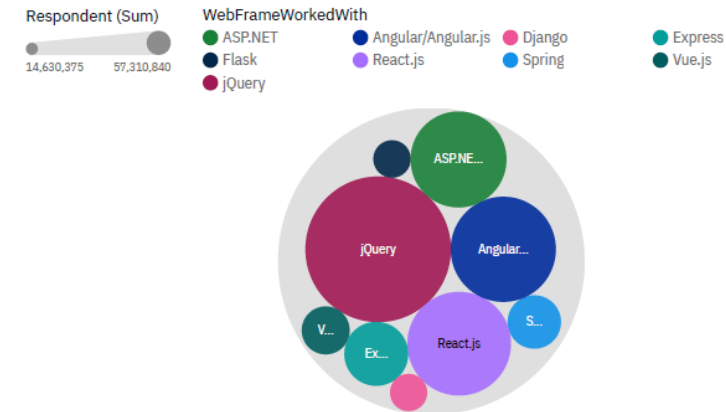 Respondent (Sum)
14,630,375 57,310,840
WebFrameWorkedWith
ASP.NET Angular/Angular.js Django Express
Flask React.js Spring Vue.js
jQuery
ASP.NE...
jQuery
Angular...
V...
Ex...
React.js
S...